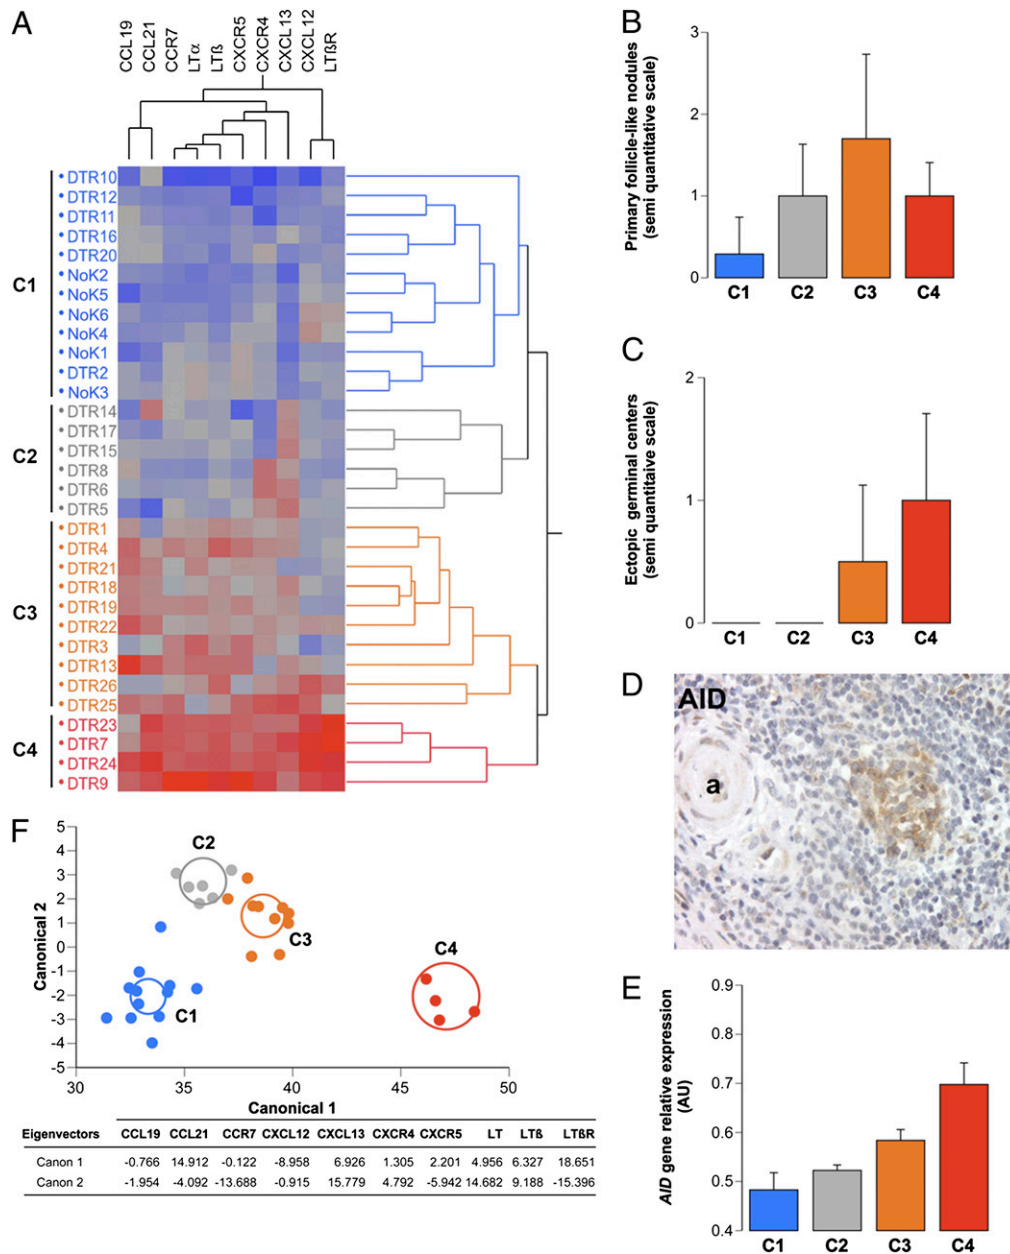 A
CCL19
CCL21
CCR7
LTα
LTß
CXCR5
CXCR4
CXCL13
CXCL12
LTßR
C1
DTR10
DTR12
DTR11
DTR16
DTR20
NoK2
NoK5
NoK6
NoK4
NoK1
DTR2
NoK3
C2
DTR14
DTR17
DTR15
DTR8
DTR6
DTR5
C3
DTR1
DTR4
DTR21
DTR18
DTR19
DTR22
DTR3
DTR13
DTR26
DTR25
C4
DTR23
DTR7
DTR24
DTR9
B
Primary follicle-like nodules
(semi quantitative scale)
3
2
1
0
C1 C2 C3 C4
C
Ectopic germinal centers
(semi quantitaive scale)
2
1
0
C1 C2 C3 C4
D
AID
a
E
AID gene relative expression
(AU)
0.9
0.8
0.7
0.6
0.5
0.4
C1 C2 C3 C4
F
Canonical 2
5
4
3
2
1
0
-1
-2
-3
-4
-5
C2
C3
C4
C1
30 35 40 45 50
Canonical 1
Eigenvectors CCL19 CCL21 CCR7 CXCL12 CXCL13 CXCR4 CXCR5 LT LTß LTßR
Canon 1 -0.766 14.912 -0.122 -8.958 6.926 1.305 2.201 4.956 6.327 18.651
Canon 2 -1.954 -4.092 -13.688 -0.915 15.779 4.792 -5.942 14.682 9.188 -15.396